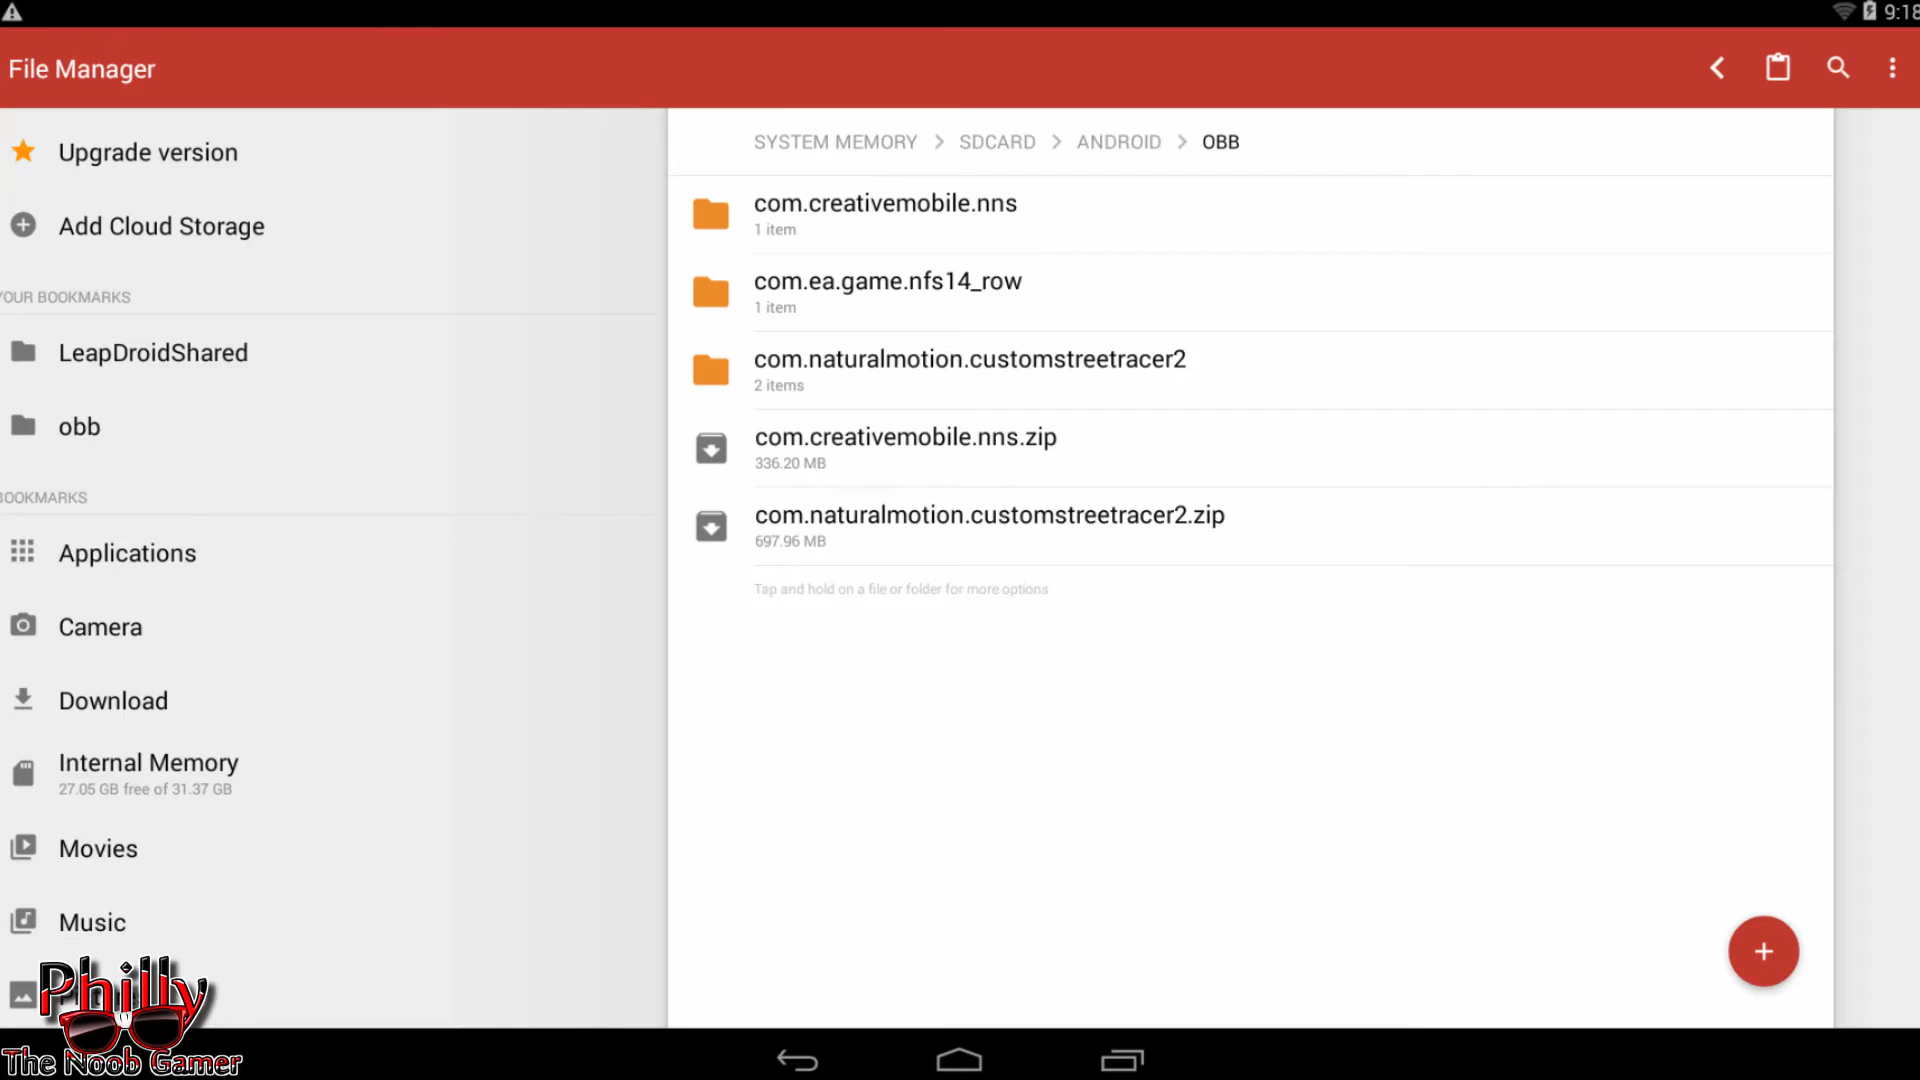 9:18
File Manager
Upgrade version
Add Cloud Storage
YOUR BOOKMARKS
LeapDroidShared
obb
BOOKMARKS
Applications
Camera
Download
Internal Memory
27.05 GB free of 31.37 GB
Movies
Music
SYSTEM MEMORY > SDCARD > ANDROID > OBB
com.creativemobile.nns
1 item
com.ea.game.nfs14_row
1 item
com.naturalmotion.customstreetracer2
2 items
com.creativemobile.nns.zip
336.20 MB
com.naturalmotion.customstreetracer2.zip
697.96 MB
Tap and hold on a file or folder for more options
Philly
The Noob Gamer